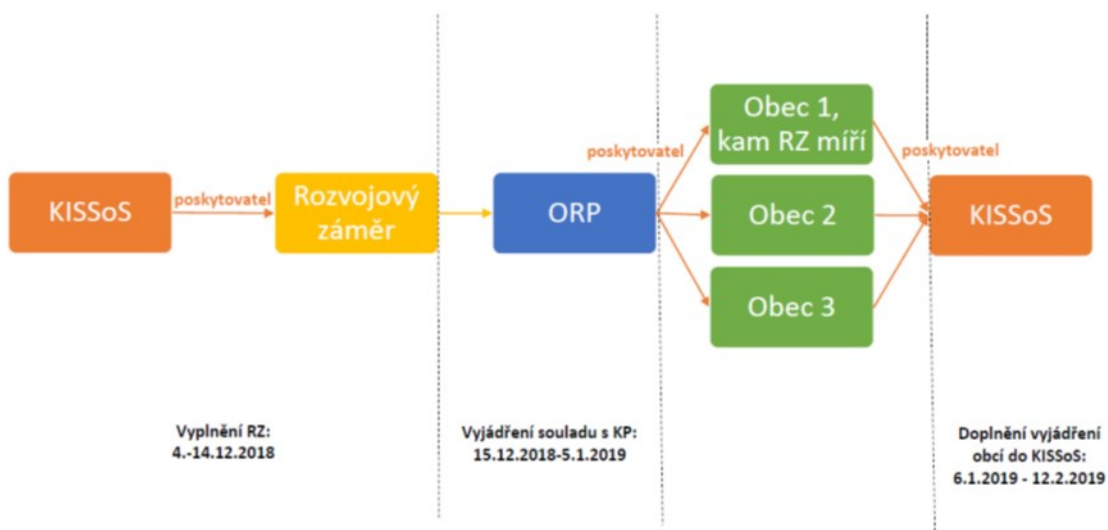 KISSoS
poskytovatel
Rozvojový
záměr
ORP
poskytovatel
Obec 1,
kam RZ míří
Obec 2
Obec 3
poskytovatel
KISSoS
Vyplnění RZ:
4.-14.12.2018
Vyjádření souladu s KP:
15.12.2018-5.1.2019
Doplnění vyjádření
obcí do KISSoS:
6.1.2019 - 12.2.2019